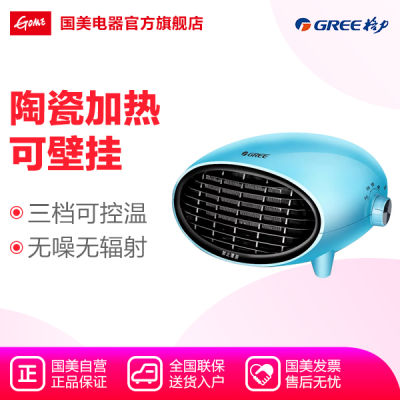 GOME 国美电器官方旗舰店
GREE 格力
陶瓷加热
可壁挂
三档可控温
无噪无辐射
GREE
国美自营
正品保证
全国联保
送货入户
国美发票
售后无忧